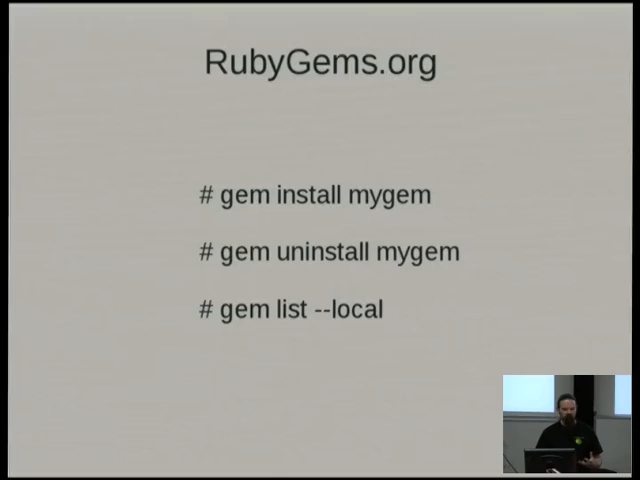 RubyGems.org
# gem install mygem
# gem uninstall mygem
# gem list --local